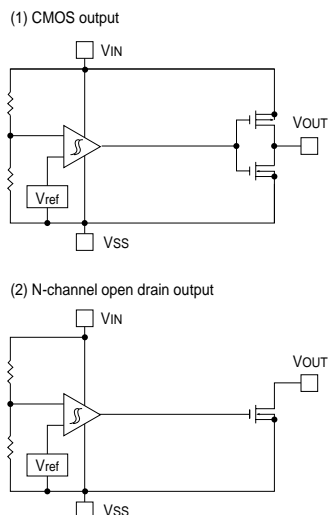 (1) CMOS output
VIN
VOUT
Vref
VSS
(2) N-channel open drain output
VIN
VOUT
Vref
VSS